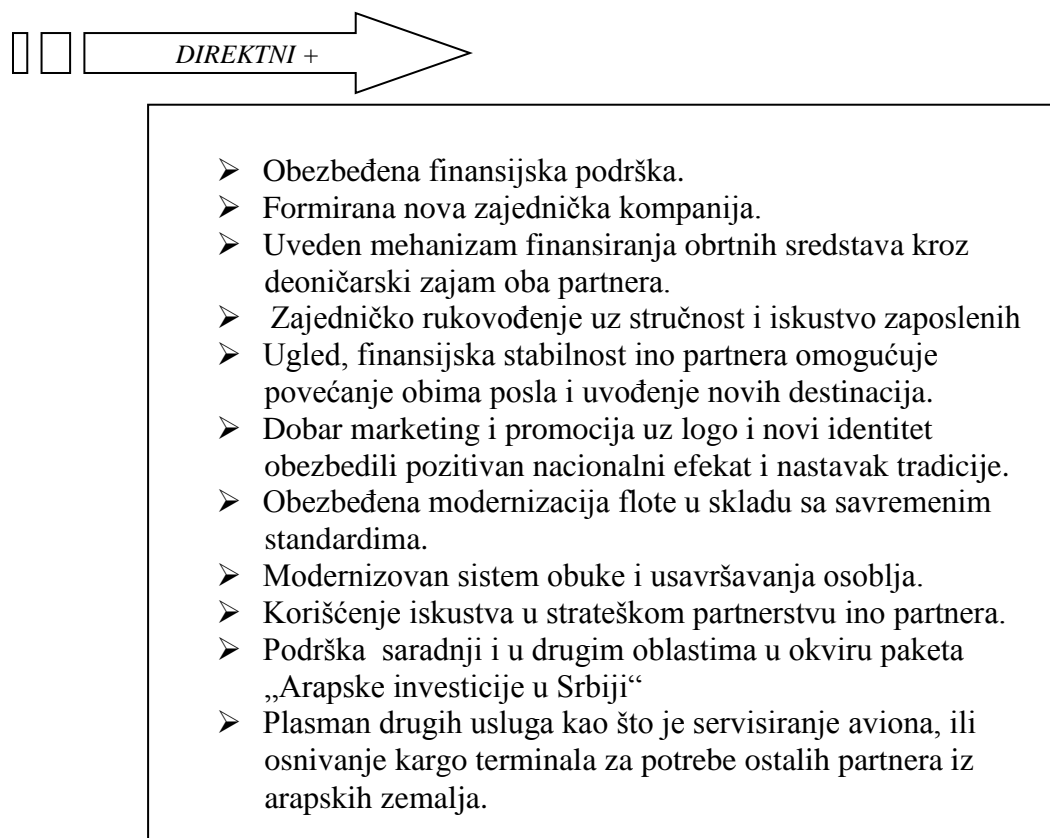 DIREKTNI +
➢ Obezbeđena finansijska podrška.
➢ Formirana nova zajednička kompanija.
➢ Uveden mehanizam finansiranja obrtnih sredstava kroz
deoničarski zajam oba partnera.
➢ Zajedničko rukovođenje uz stručnost i iskustvo zaposlenih
➢ Ugled, finansijska stabilnost ino partnera omogućuje
povećanje obima posla i uvođenje novih destinacija.
➢ Dobar marketing i promocija uz logo i novi identitet
obezbedili pozitivan nacionalni efekat i nastavak tradicije.
➢ Obezbeđena modernizacija flote u skladu sa savremenim
standardima.
➢ Modernizovan sistem obuke i usavršavanja osoblja.
➢ Korišćenje iskustva u strateškom partnerstvu ino partnera.
➢ Podrška saradnji i u drugim oblastima u okviru paketa
„Arapske investicije u Srbiji“
➢ Plasman drugih usluga kao što je servisiranje aviona, ili
osnivanje kargo terminala za potrebe ostalih partnera iz
arapskih zemalja.